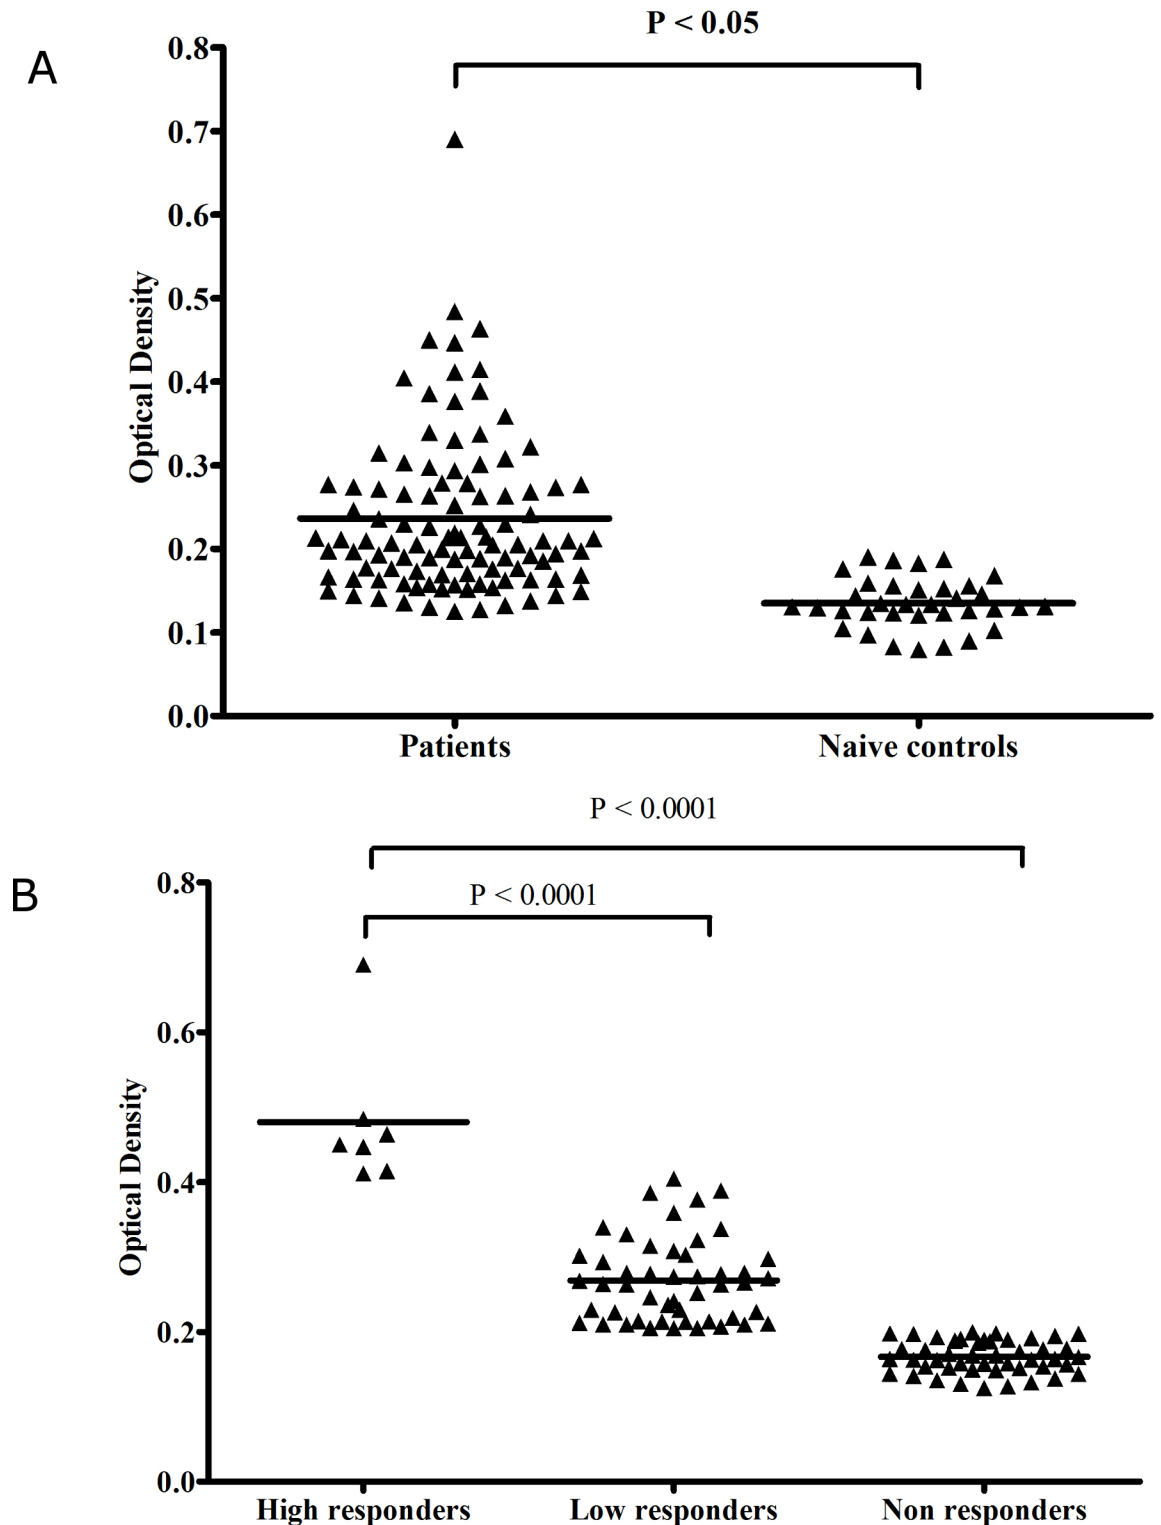 A
P < 0.05
0.8
0.7
0.6
0.5
0.4
0.3
0.2
0.1
0.0
Optical Density
Patients
Naive controls
B
P < 0.0001
P < 0.0001
0.8
0.6
0.4
0.2
0.0
Optical Density
High responders
Low responders
Non responders